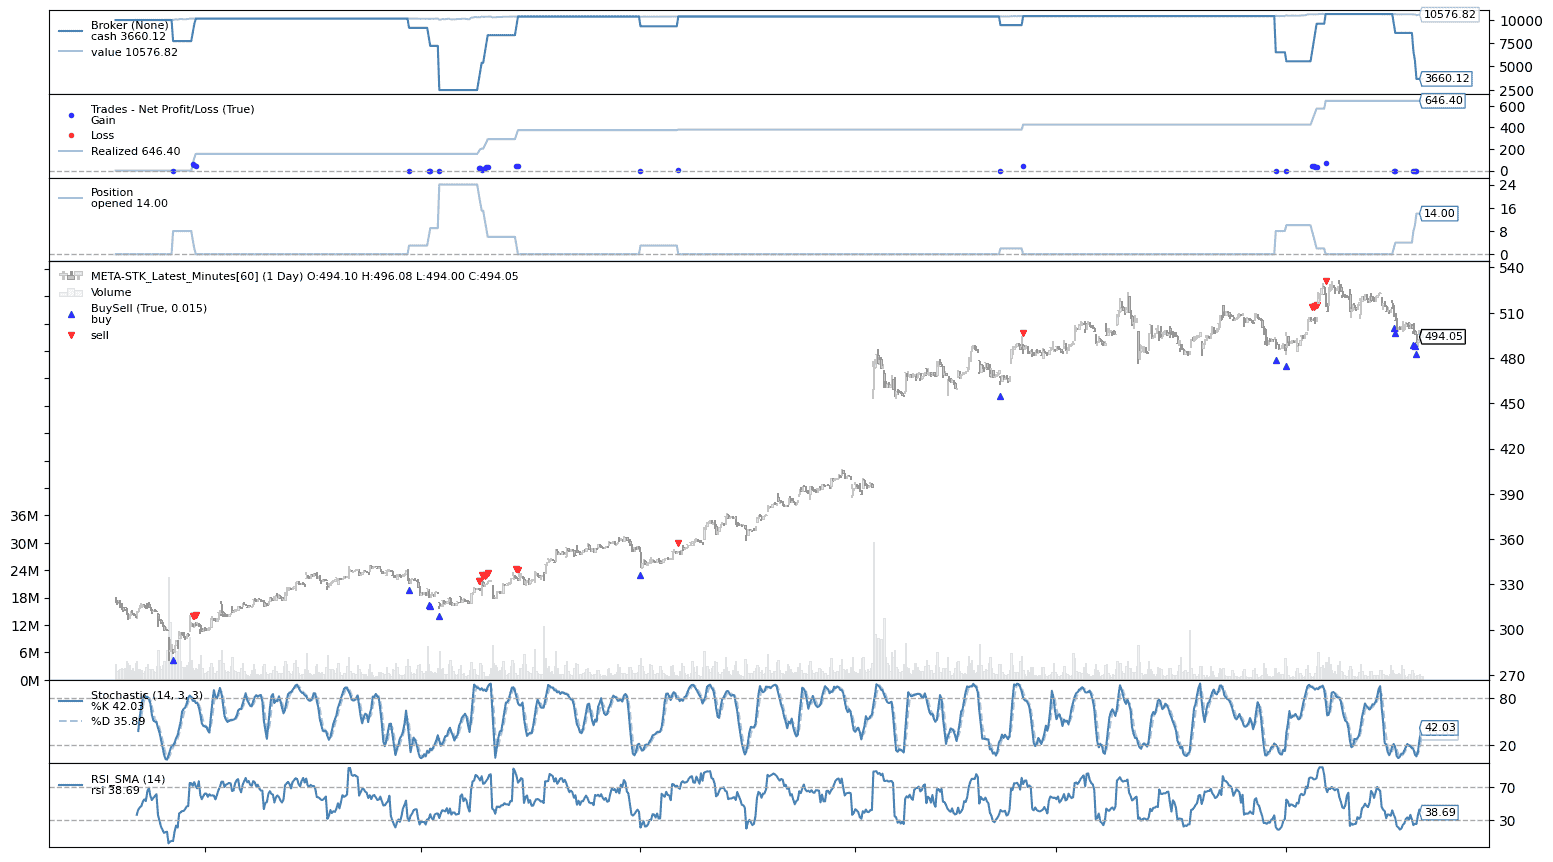 Broker (None)
cash 3660.12
value 10576.82
10576.82
10000
7500
5000
3660.12
2500
Trades - Net Profit/Loss (True)
Gain
Loss
Realized 646.40
646.40
600
400
200
0
Position
opened 14.00
24
16
14.00
8
0
META-STK_Latest_Minutes[60] (1 Day) O:494.10 H:496.08 L:494.00 C:494.05
Volume
BuySell (True, 0.015)
buy
sell
540
510
494.05
480
450
420
390
360
330
300
270
36M
30M
24M
18M
12M
6M
0M
Stochastic (14, 3, 3)
%K 42.03
%D 35.89
80
42.03
20
RSI_SMA (14)
rsi 38.69
70
38.69
30